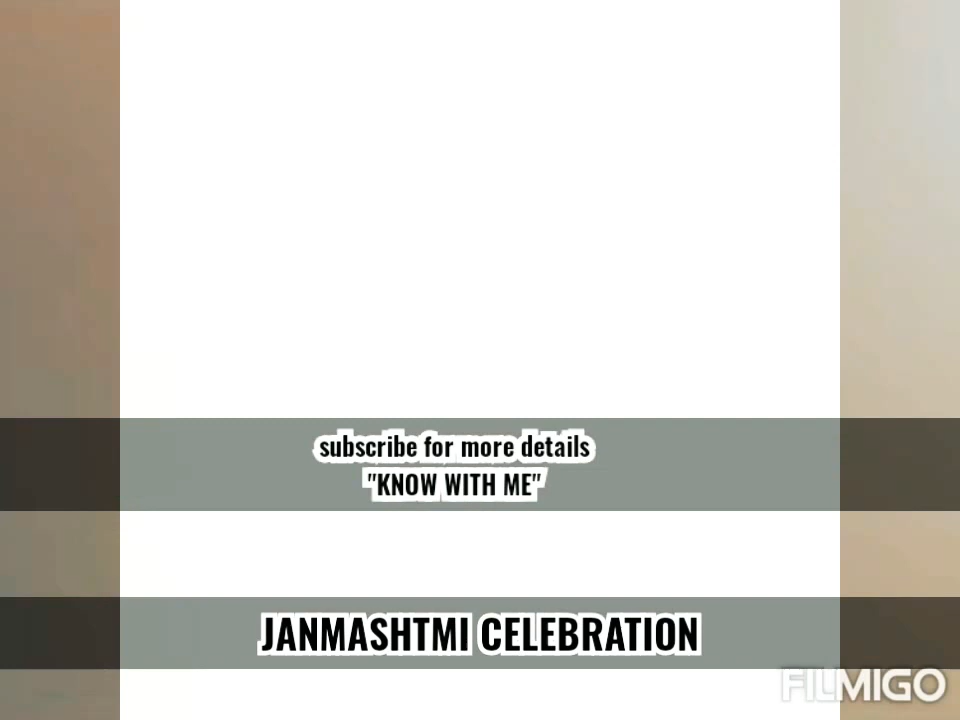 subscribe for more details
"KNOW WITH ME"
JANMASHTMI CELEBRATION
FILMIGO